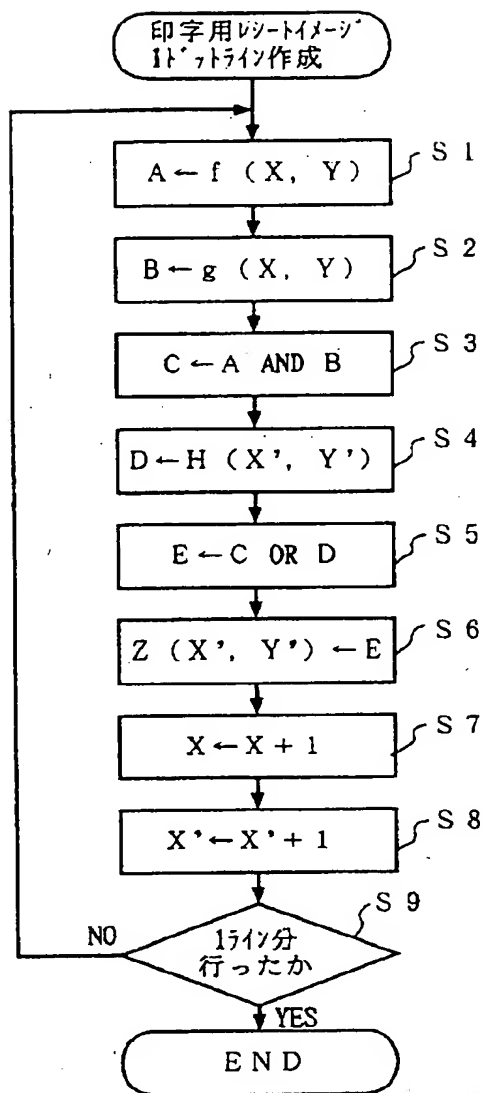 印字用レシートイメージ
1ドットライン作成
A ← f (X, Y)
S 1
B ← g (X, Y)
S 2
C ← A AND B
S 3
D ← H (X', Y')
S 4
E ← C OR D
S 5
Z (X', Y') ← E
S 6
X ← X + 1
S 7
X' ← X' + 1
S 8
S 9
NO
1ライン分
行ったか
YES
END